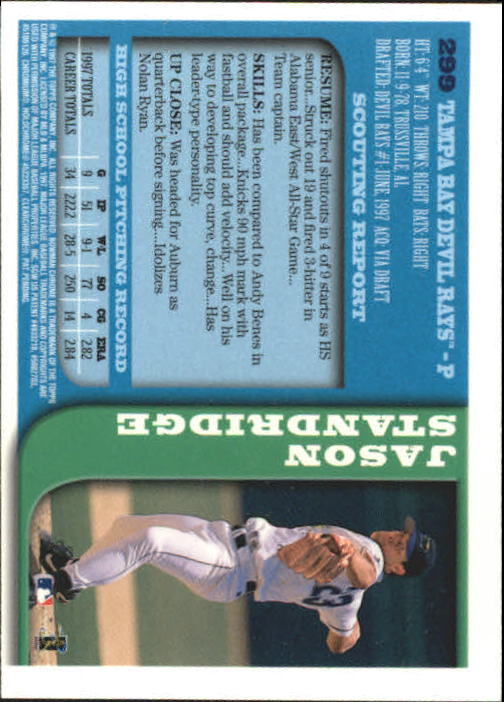 299 TAMPA BAY DEVIL RAYS™ - P
HT: 6'4" WT: 210 THROWS: RIGHT BATS: RIGHT
BORN: 11-9-78, TRUSSVILLE, AL
DRAFTED: DEVIL RAYS #1-JUNE, 1997 ACQ: VIA DRAFT
SCOUTING REPORT
RESUME: Fired shutouts in 4 of 9 starts as HS
senior...Struck out 19 and fired 3-hitter in
Alabama East/West All-Star Game...
Team captain.
SKILLS: Has been compared to Andy Benes in
overall package...Knicks 90 mph mark with
fastball and should add velocity...Well on his
way to developing top curve, change...Has
leader-type personality.
UP CLOSE: Was headed for Auburn as
quarterback before signing...Idolizes
Nolan Ryan.
HIGH SCHOOL PITCHING RECORD
G IP W-L SO CG ERA
1997 TOTALS 9 51 9-1 77 4 2.82
CAREER TOTALS 34 222.2 28-5 250 14 2.84
JASON
STANDRIDGE